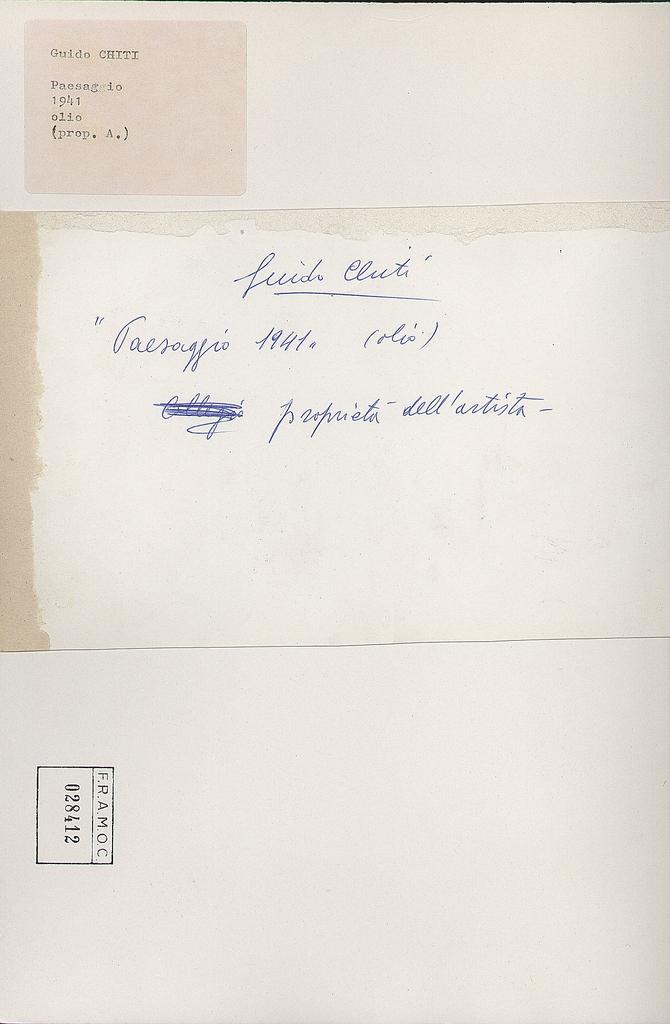 Guido CHITI
Paesaggio
1941
olio
(prop. A.)
Guido Chiti
"Paesaggio 1941" (olio)
proprietà dell'artista -
F.R.A.M.O.C.
028412